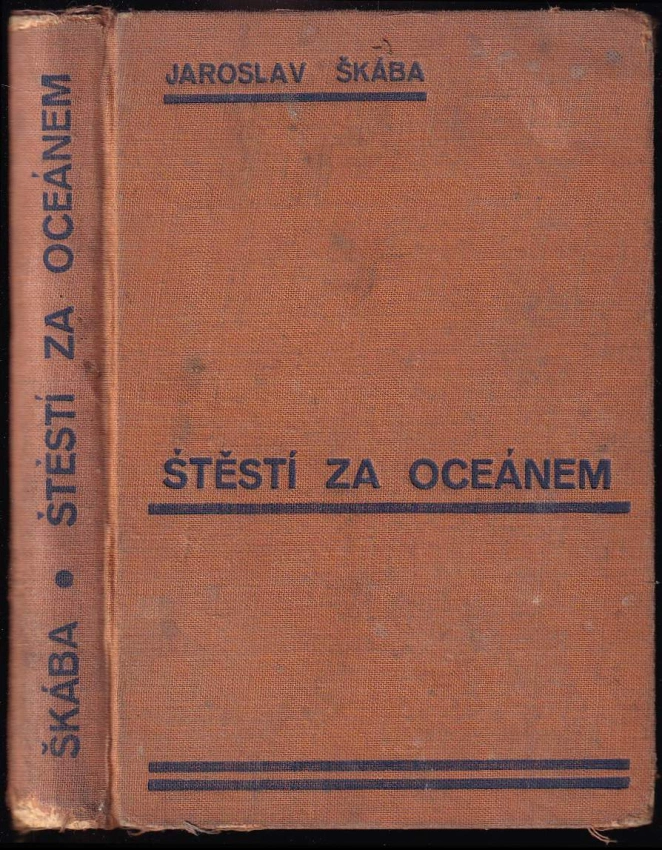 JAROSLAV ŠKÁBA
ŠTĚSTÍ ZA OCEÁNEM
ŠKÁBA • ŠTĚSTÍ ZA OCEÁNEM